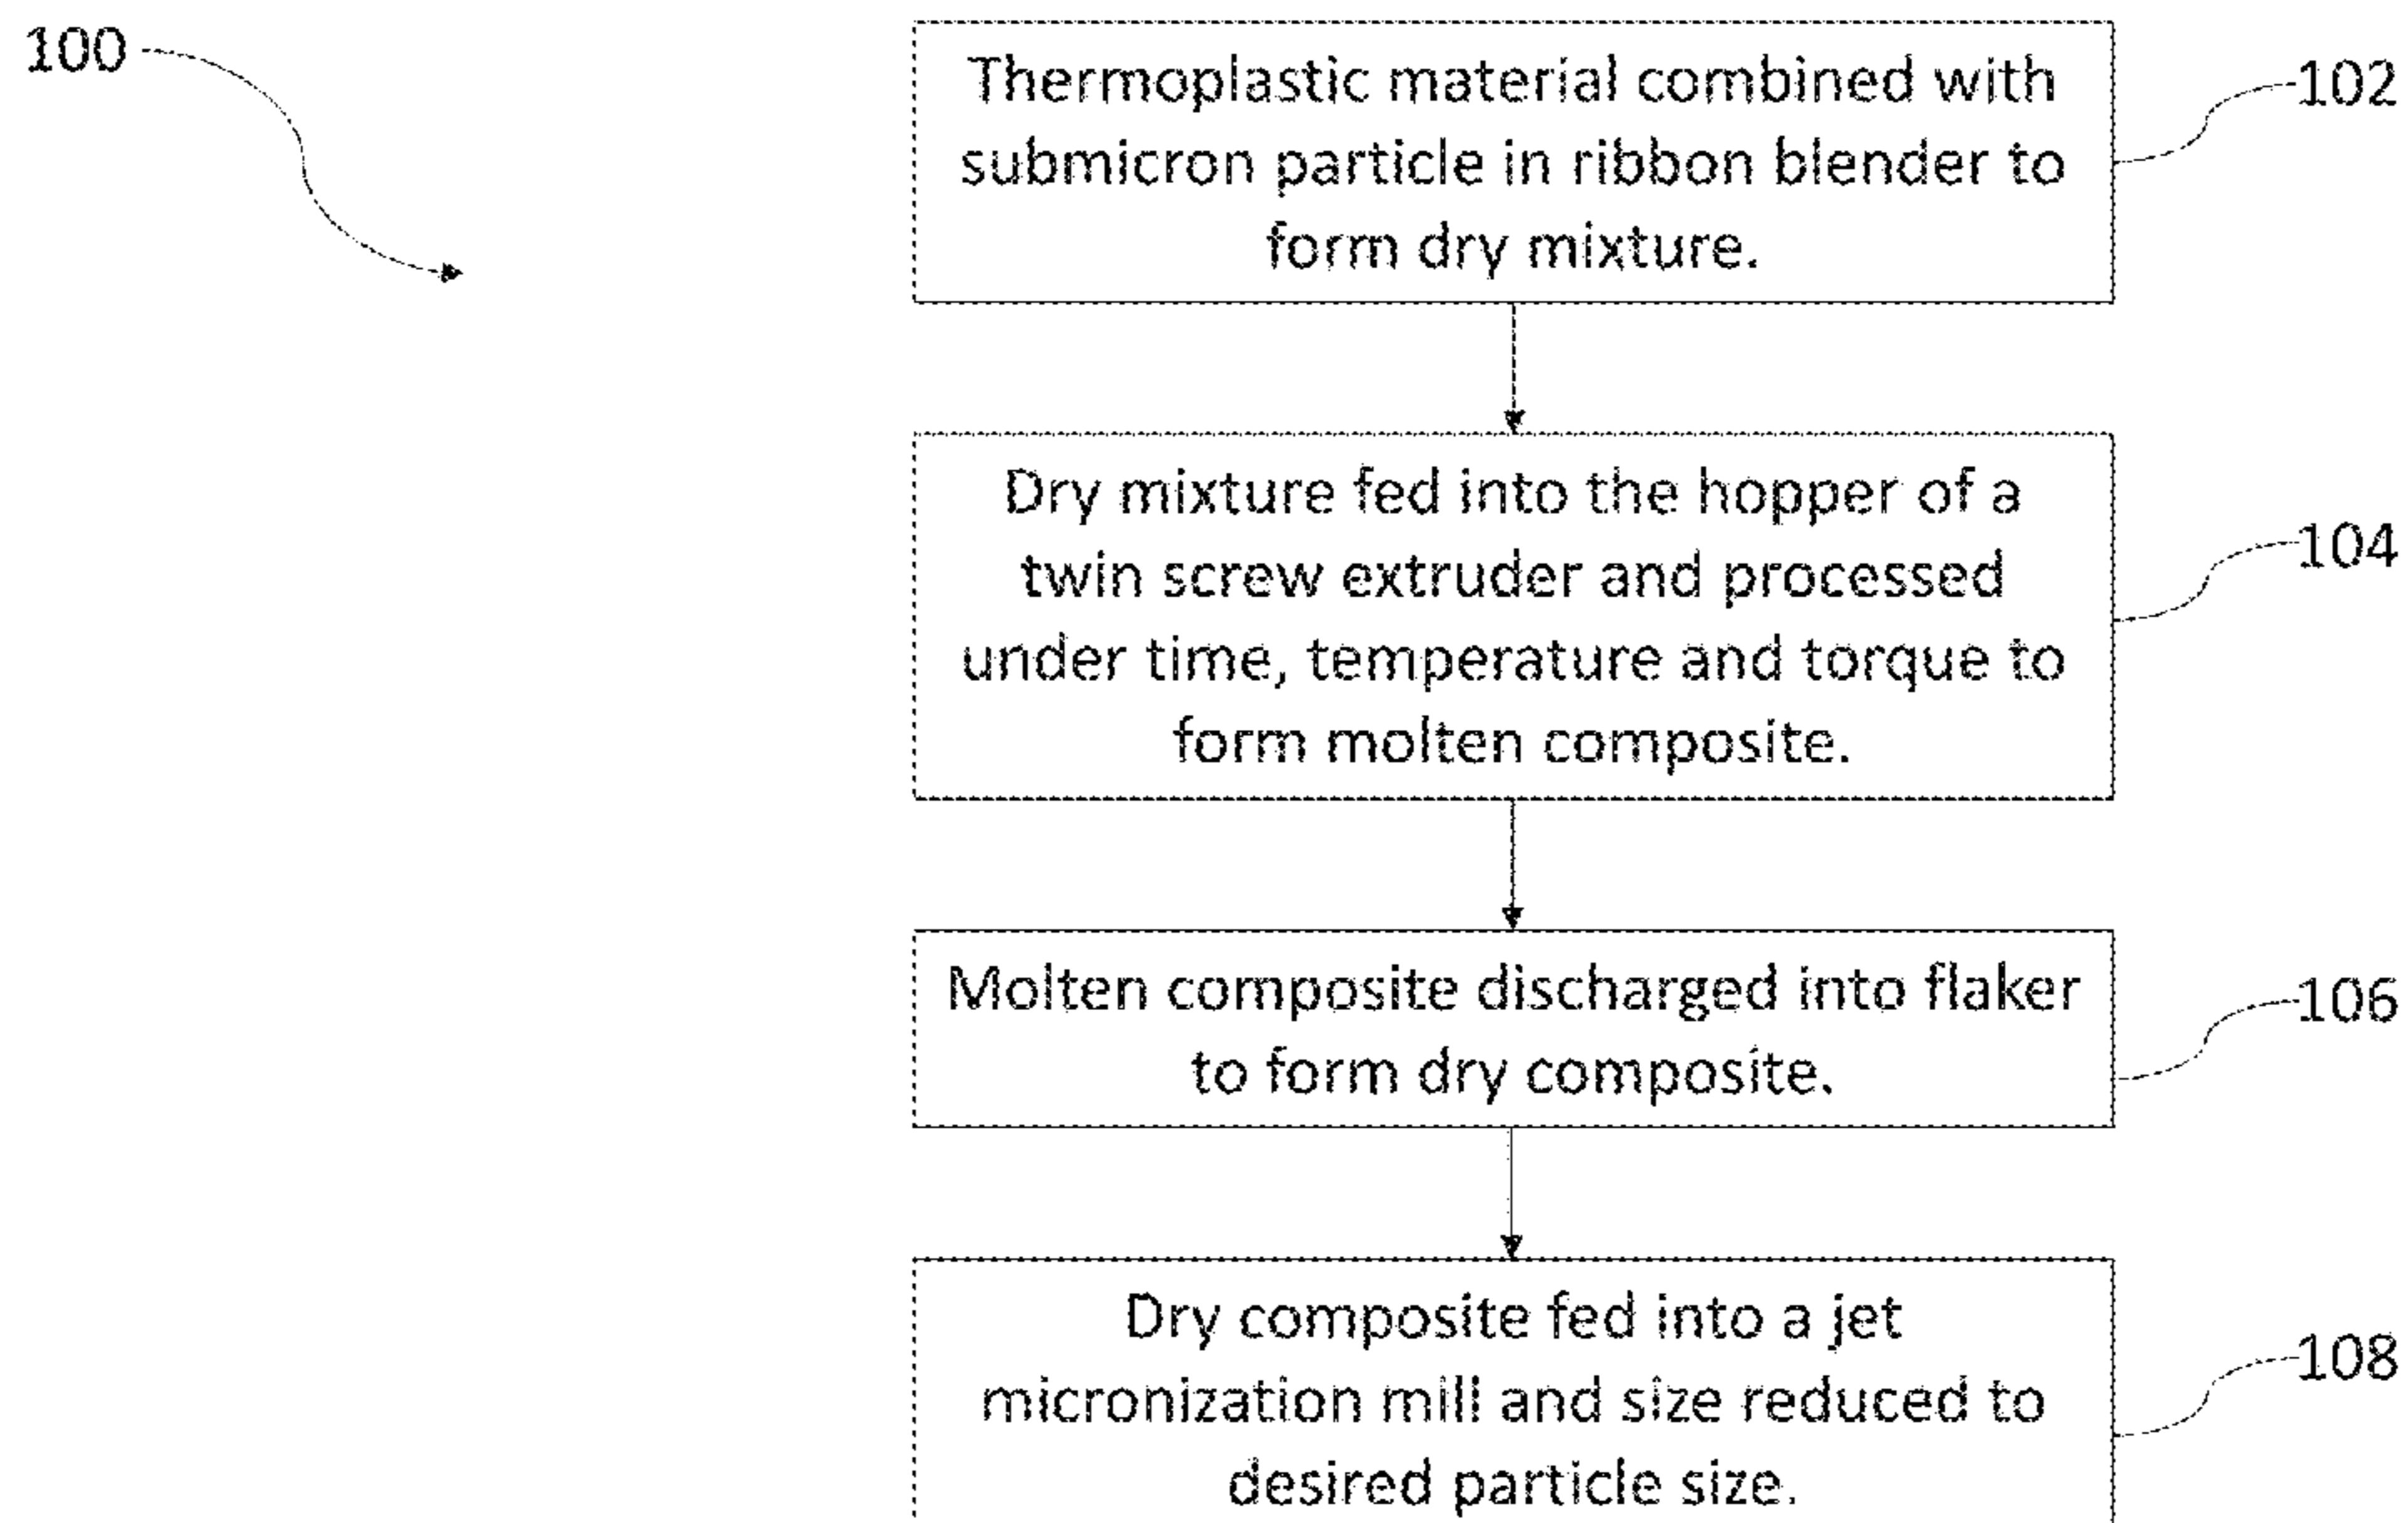 100
Thermoplastic material combined with
submicron particle in ribbon blender to
form dry mixture.
102
Dry mixture fed into the hopper of a
twin screw extruder and processed
under time, temperature and torque to
form molten composite.
104
Molten composite discharged into flaker
to form dry composite.
106
Dry composite fed into a jet
micronization mill and size reduced to
desired particle size.
108